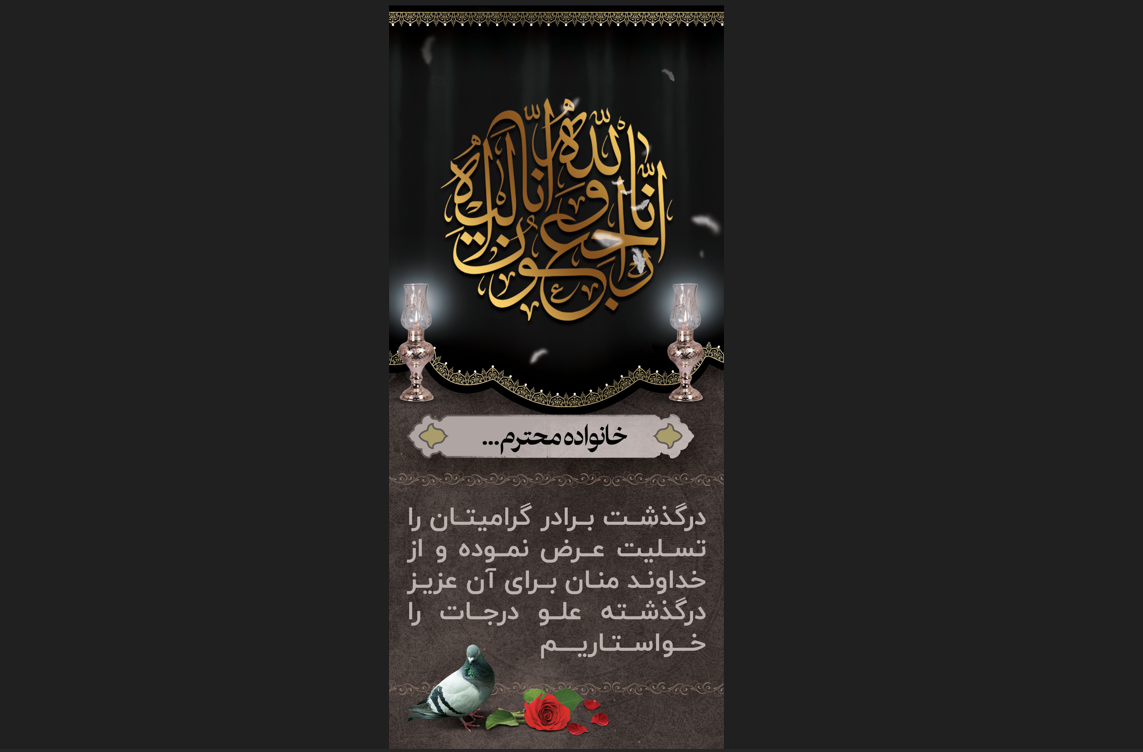 انا لله و انا الیه راجعون
خانواده محترم...
درگذشت برادر گرامیتان را
تسلیت عرض نموده و از
خداوند منان برای آن عزیز
درگذشته علو درجات را
خواستاریم